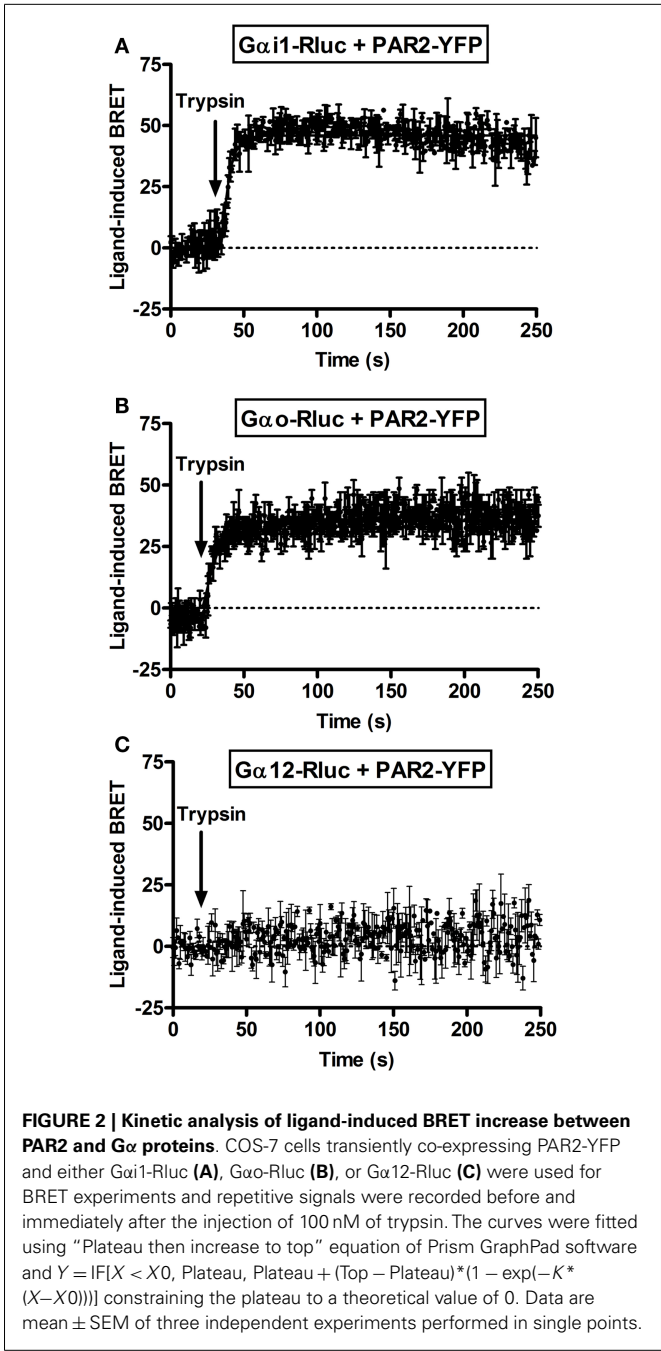 A
Gαi1-Rluc + PAR2-YFP
Ligand-induced BRET
75
50
25
0
-25
Trypsin
0 50 100 150 200 250
Time (s)
B
Gαo-Rluc + PAR2-YFP
Ligand-induced BRET
75
50
25
0
-25
Trypsin
0 50 100 150 200 250
Time (s)
C
Gα12-Rluc + PAR2-YFP
Ligand-induced BRET
75
50
25
0
-25
Trypsin
0 50 100 150 200 250
Time (s)
FIGURE 2 | Kinetic analysis of ligand-induced BRET increase between
PAR2 and Gα proteins. COS-7 cells transiently co-expressing PAR2-YFP
and either Gαi1-Rluc (A), Gαo-Rluc (B), or Gα12-Rluc (C) were used for
BRET experiments and repetitive signals were recorded before and
immediately after the injection of 100 nM of trypsin. The curves were fitted
using “Plateau then increase to top” equation of Prism GraphPad software
and Y = IF[X < X0, Plateau, Plateau + (Top − Plateau)*(1 − exp(−K*
(X−X0)))] constraining the plateau to a theoretical value of 0. Data are
mean ± SEM of three independent experiments performed in single points.